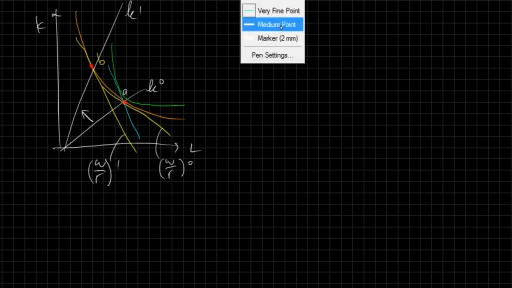 k¹
K
b
a
k⁰
L
(w/r)¹
(w/r)⁰
Very Fine Point
Medium Point
Marker (2 mm)
Pen Settings...